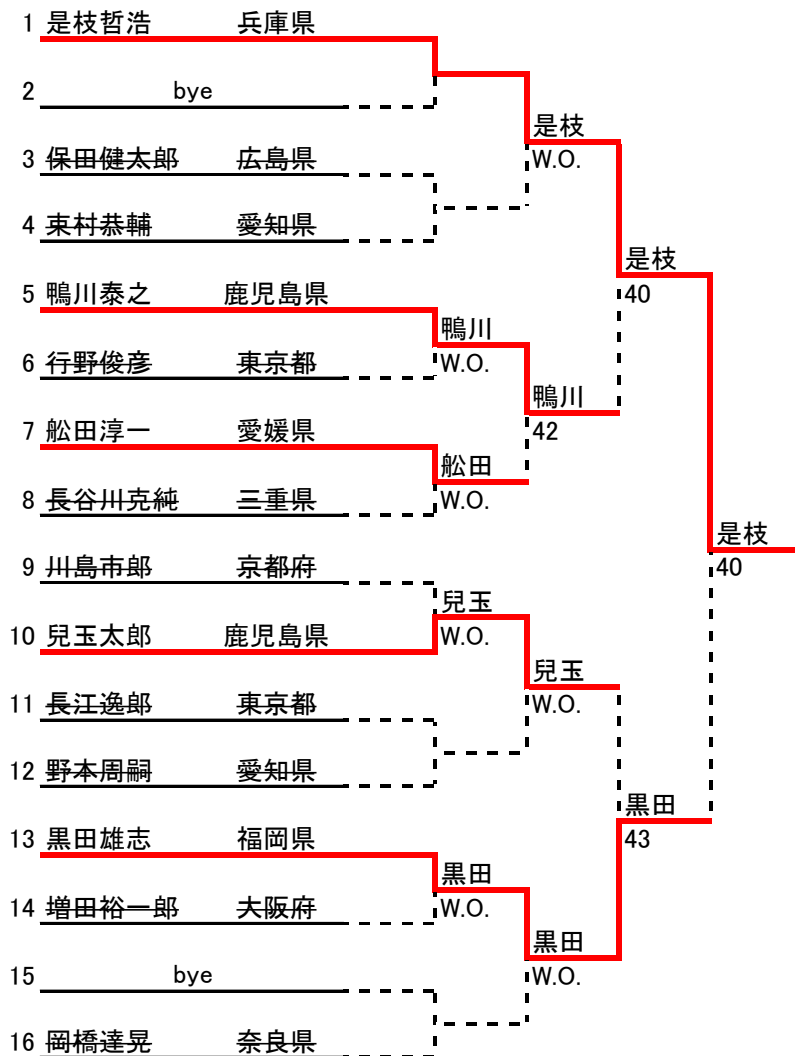 1 是枝哲浩 兵庫県
2 bye
是枝
3 保田健太郎 広島県
W.O.
4 束村恭輔 愛知県
是枝
5 鴨川泰之 鹿児島県
40
鴨川
6 行野俊彦 東京都
W.O.
鴨川
7 舩田淳一 愛媛県
42
舩田
8 長谷川克純 三重県
W.O.
是枝
9 川島市郎 京都府
40
兒玉
10 兒玉太郎 鹿児島県
W.O.
兒玉
11 長江逸郎 東京都
W.O.
12 野本周嗣 愛知県
黒田
13 黒田雄志 福岡県
43
黒田
14 増田裕一郎 大阪府
W.O.
黒田
15 bye
W.O.
16 岡橋達晃 奈良県